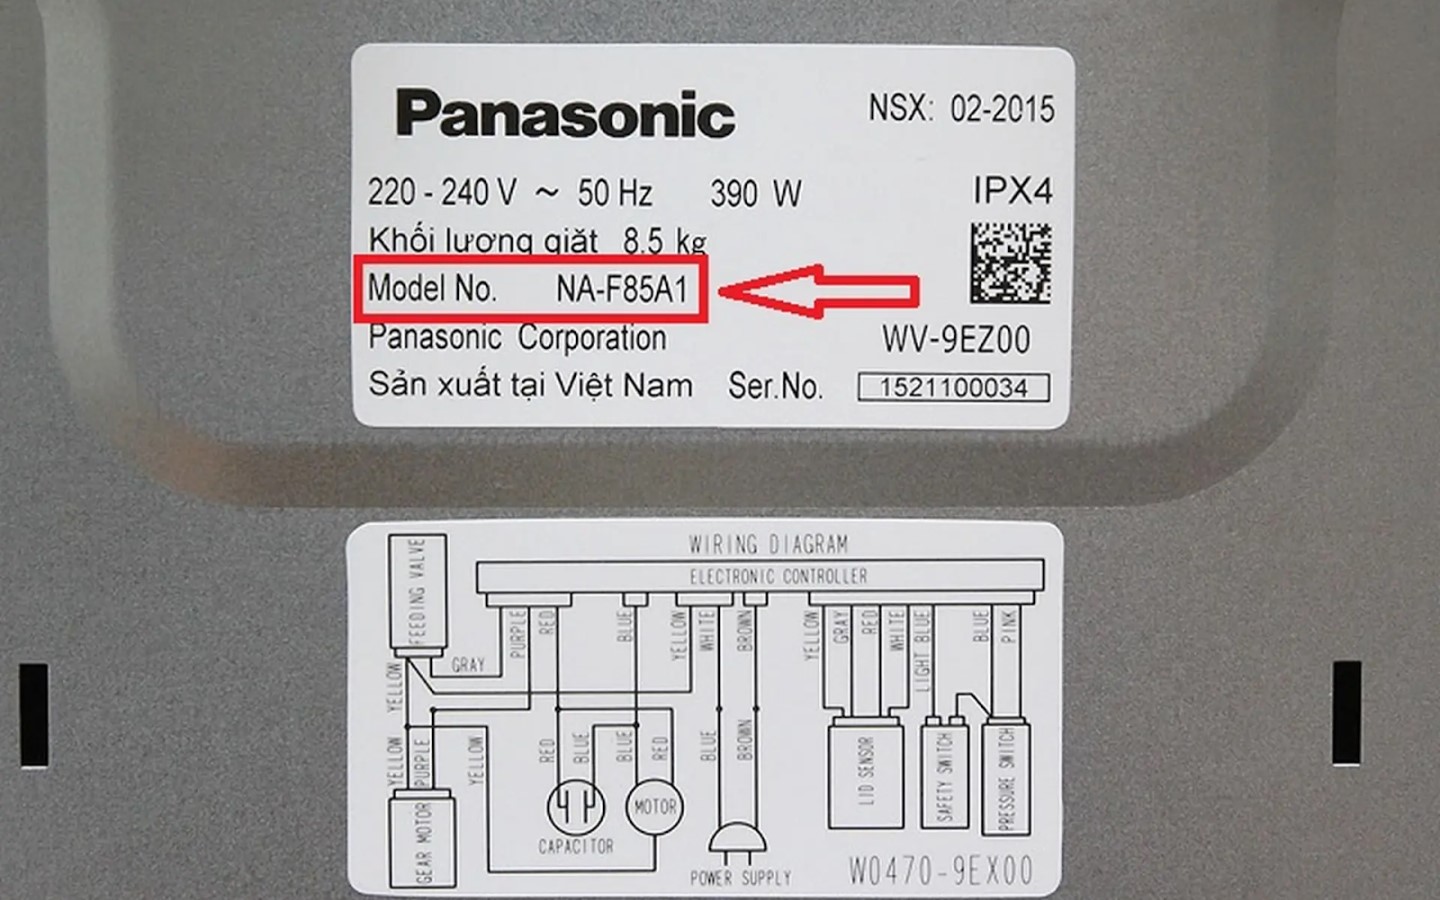 Panasonic NSX: 02-2015
220 - 240 V ~ 50 Hz 390 W IPX4
Khối lượng giặt 8.5 kg
Model No. NA-F85A1
Panasonic Corporation WV-9EZ00
Sản xuất tại Việt Nam Ser.No. 1521100034
WIRING DIAGRAM
ELECTRONIC CONTROLLER
FEEDING VALVE
PURPLE RED BLUE YELLOW WHITE BROWN YELLOW GRAY RED WHITE LIGHT BLUE BLUE PINK
GRAY
YELLOW
YELLOW PURPLE YELLOW RED BLUE BLUE RED BLUE BROWN
LID SENSOR SAFETY SWITCH PRESSURE SWITCH
GEAR MOTOR
MOTOR
CAPACITOR
POWER SUPPLY
W0470-9EX00